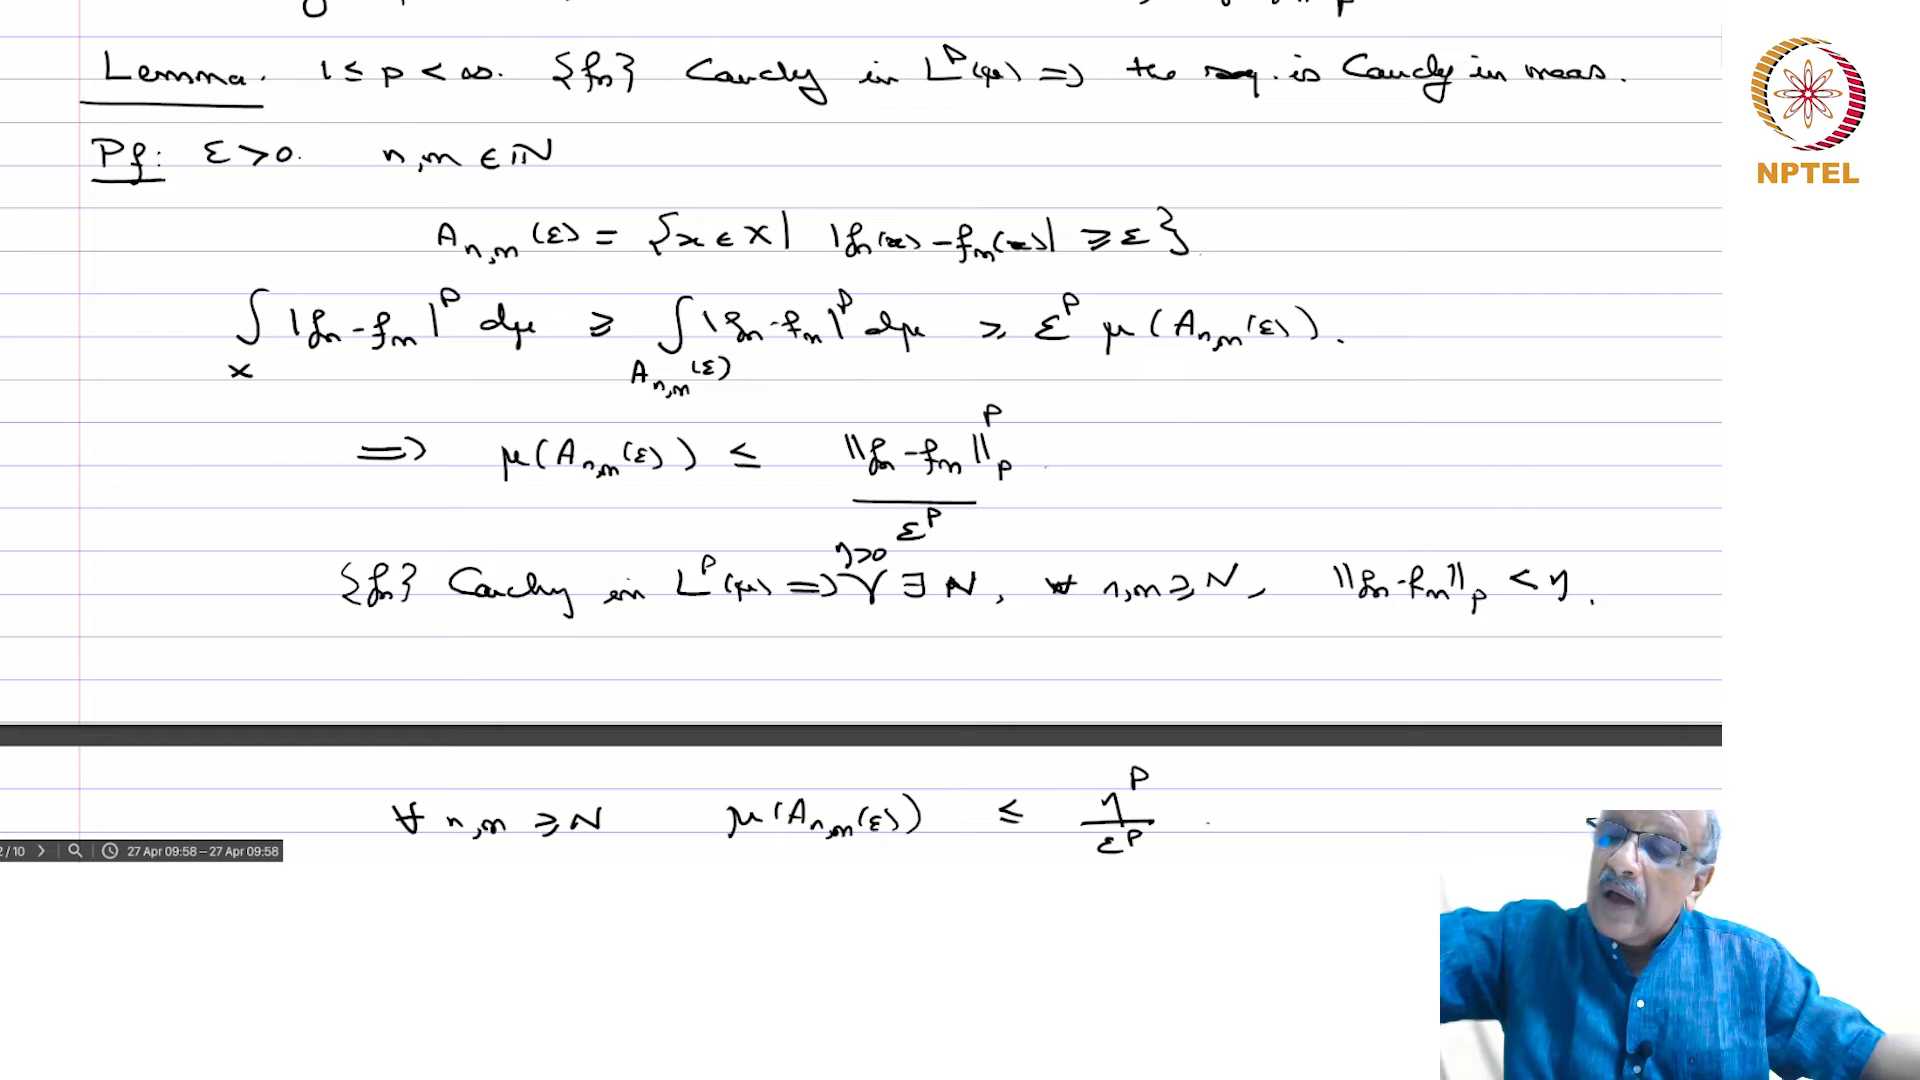 Lemma. 1 ≤ p < ∞. {fn} Cauchy in L^p(μ) => the seq. is Cauchy in meas.
NPTEL
Pf: ε > 0. n,m ∈ ℕ
A_{n,m}(ε) = {x ∈ X | |fn(x) - fm(x)| ≥ ε}.
∫_X |fn - fm|^p dμ ≥ ∫_{A_{n,m}(ε)} |fn - fm|^p dμ ≥ ε^p μ(A_{n,m}(ε)).
=> μ(A_{n,m}(ε)) ≤ ||fn - fm||_p^p / ε^p
{fn} Cauchy in L^p(μ) => ∀ η>0 ∃ N, ∀ n,m ≥ N, ||fn - fm||_p < η.
∀ n,m ≥ N μ(A_{n,m}(ε)) ≤ η^p / ε^p
2 / 10 27 Apr 09:58 – 27 Apr 09:58